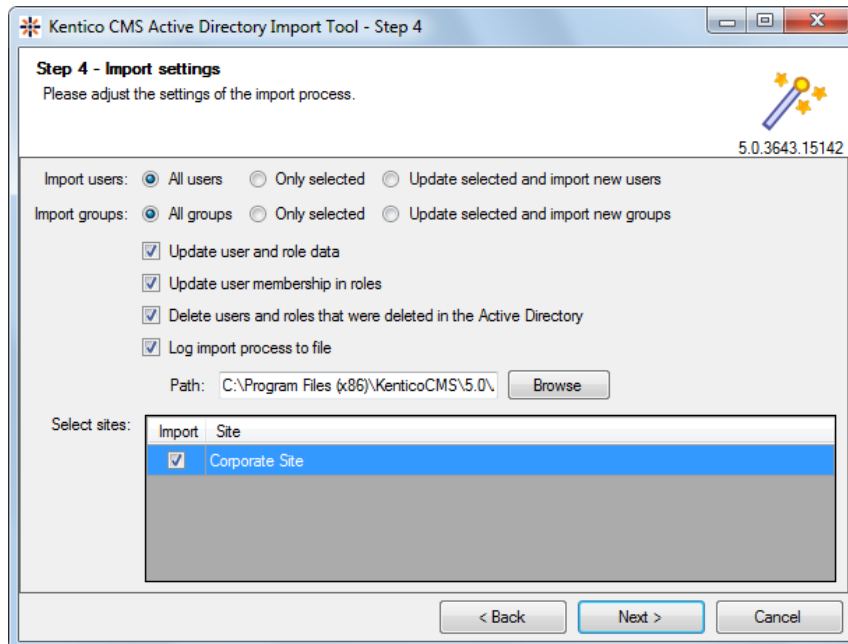 Kentico CMS Active Directory Import Tool - Step 4
Step 4 - Import settings
Please adjust the settings of the import process.
5.0.3643.15142
Import users: All users Only selected Update selected and import new users
Import groups: All groups Only selected Update selected and import new groups
Update user and role data
Update user membership in roles
Delete users and roles that were deleted in the Active Directory
Log import process to file
Path: C:\Program Files (x86)\KenticoCMS\5.0\ Browse
Select sites: Import Site
Corporate Site
< Back Next > Cancel